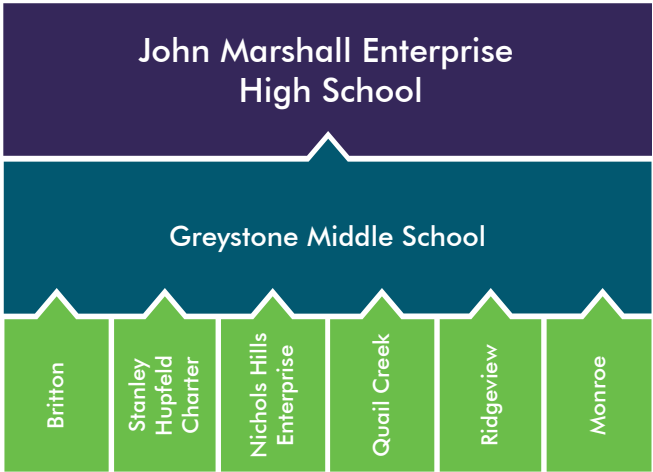 John Marshall Enterprise
High School
Greystone Middle School
Britton
Stanley
Hupfeld
Charter
Nichols Hills
Enterprise
Quail Creek
Ridgeview
Monroe